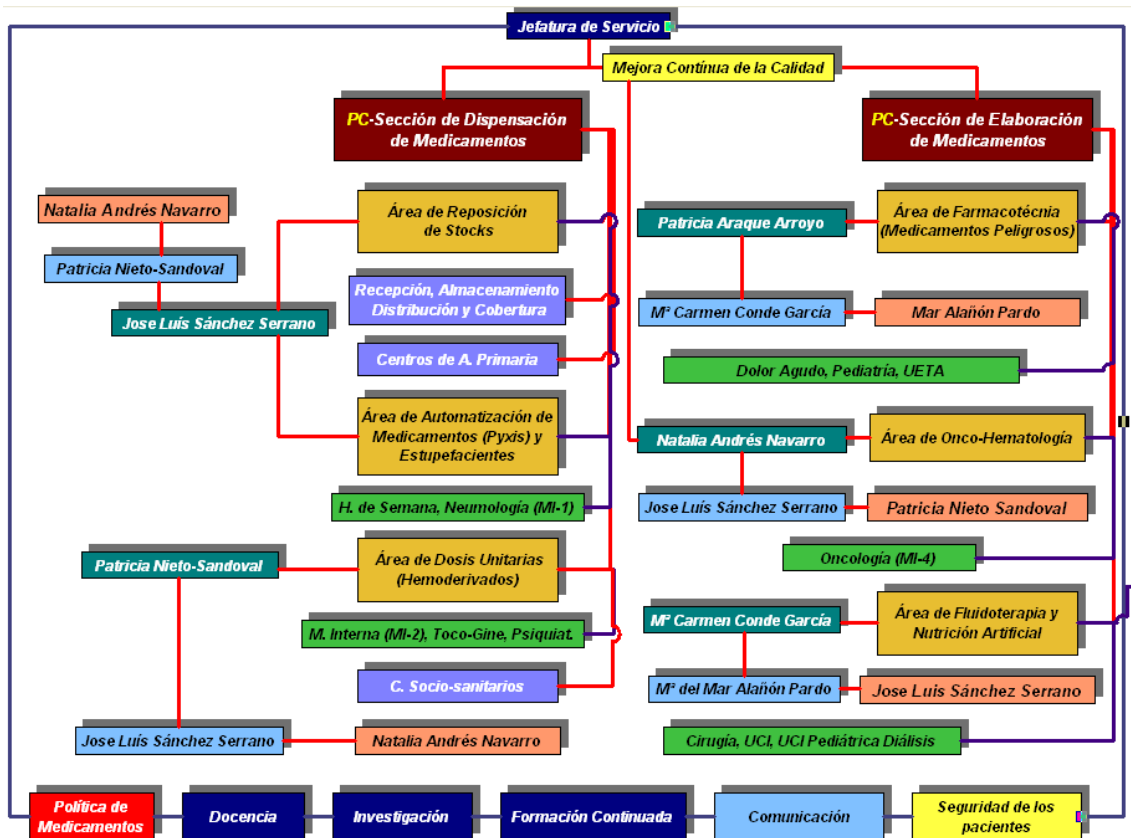 Jefatura de Servicio
Mejora Contínua de la Calidad
PC-Sección de Dispensación
de Medicamentos
PC-Sección de Elaboración
de Medicamentos
Natalia Andrés Navarro
Patricia Nieto-Sandoval
Jose Luís Sánchez Serrano
Área de Reposición
de Stocks
Recepción, Almacenamiento
Distribución y Cobertura
Centros de A. Primaria
Área de Automatización de
Medicamentos (Pyxis) y
Estupefacientes
H. de Semana, Neumología (MI-1)
Patricia Nieto-Sandoval
Área de Dosis Unitarias
(Hemoderivados)
M. Interna (MI-2), Toco-Gine, Psiquiat.
C. Socio-sanitarios
Jose Luís Sánchez Serrano
Natalia Andrés Navarro
Patricia Araque Arroyo
Área de Farmacotécnia
(Medicamentos Peligrosos)
Mª Carmen Conde García
Mar Alañón Pardo
Dolor Agudo, Pediatría, UETA
Natalia Andrés Navarro
Área de Onco-Hematología
Jose Luís Sánchez Serrano
Patricia Nieto Sandoval
Oncología (MI-4)
Mª Carmen Conde García
Área de Fluidoterapia y
Nutrición Artificial
Mª del Mar Alañón Pardo
Jose Luis Sánchez Serrano
Cirugía, UCI, UCI Pediátrica Diálisis
Política de
Medicamentos
Docencia
Investigación
Formación Continuada
Comunicación
Seguridad de los
pacientes